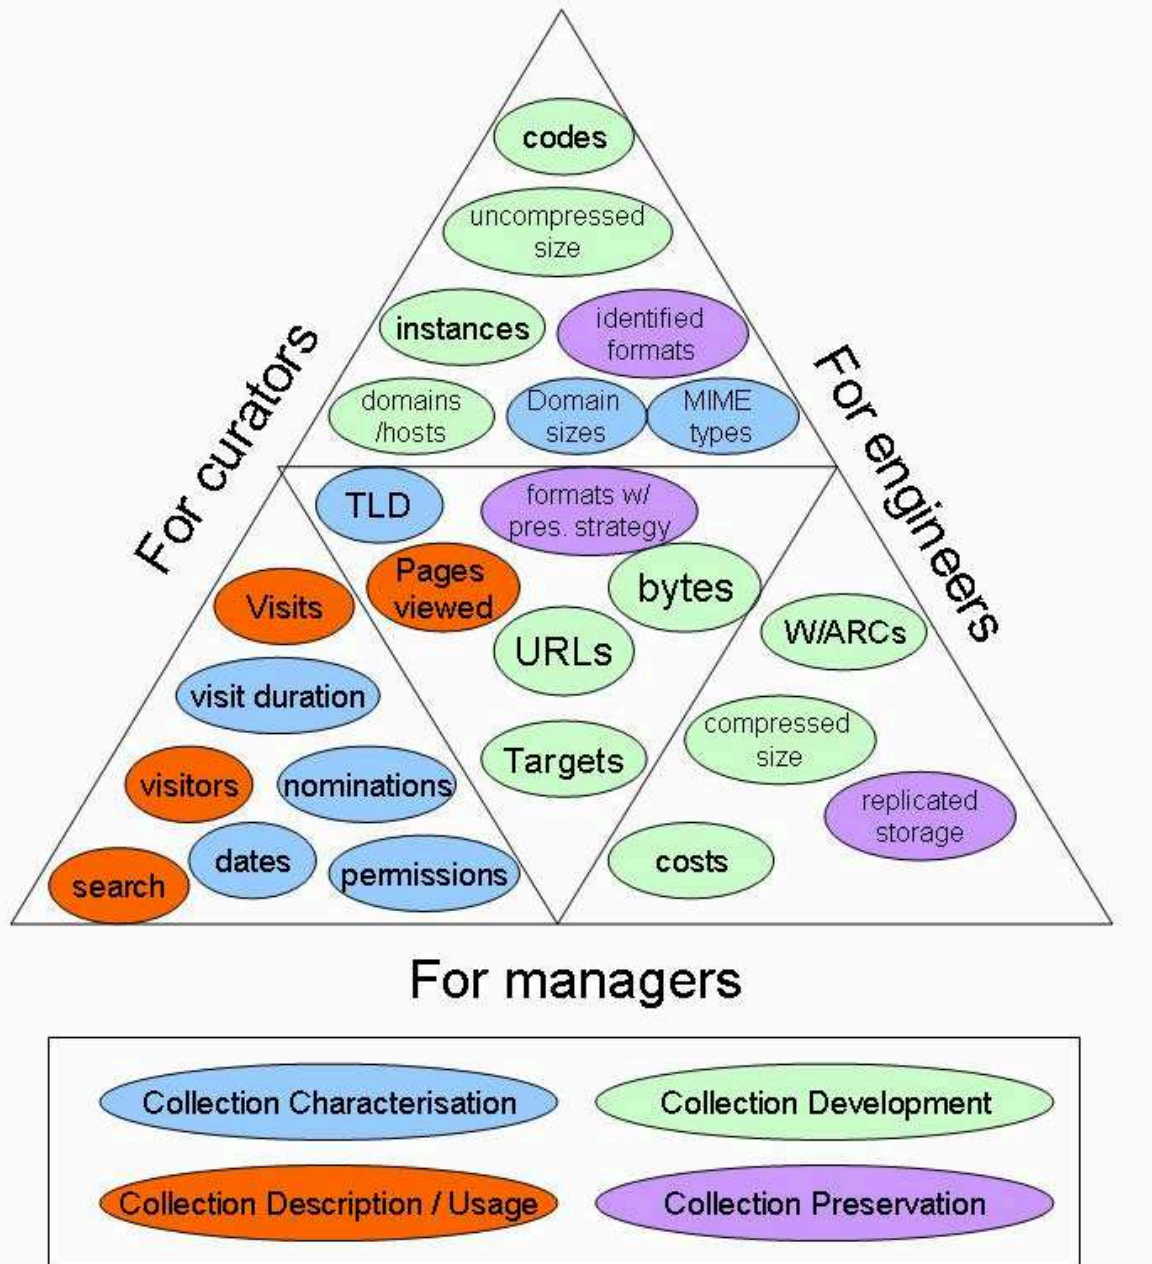 codes
uncompressed
size
instances
identified
formats
domains
/hosts
Domain
sizes
MIME
types
For curators
For engineers
TLD
formats w/
pres. strategy
Pages
viewed
bytes
Visits
URLs
W/ARCs
visit duration
compressed
size
Targets
visitors
nominations
replicated
storage
dates
permissions
costs
search
For managers
Collection Characterisation
Collection Development
Collection Description / Usage
Collection Preservation